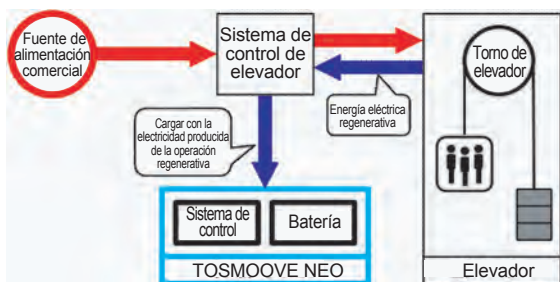 Fuente de
alimentación
comercial
Sistema de
control de
elevador
Torno de
elevador
Energía eléctrica
regenerativa
Cargar con la
electricidad producida
de la operación
regenerativa
Sistema de
control
Batería
TOSMOOVE NEO
Elevador